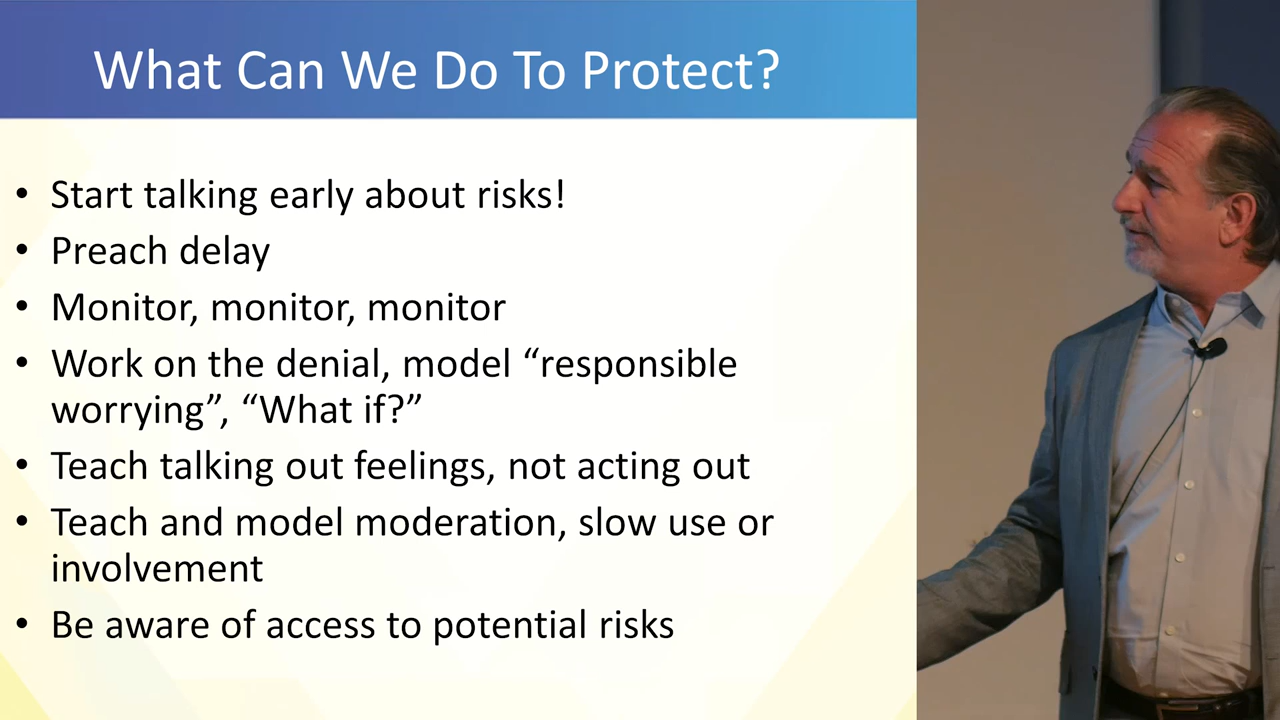 What Can We Do To Protect?
• Start talking early about risks!
• Preach delay
• Monitor, monitor, monitor
• Work on the denial, model “responsible
worrying”, “What if?”
• Teach talking out feelings, not acting out
• Teach and model moderation, slow use or
involvement
• Be aware of access to potential risks